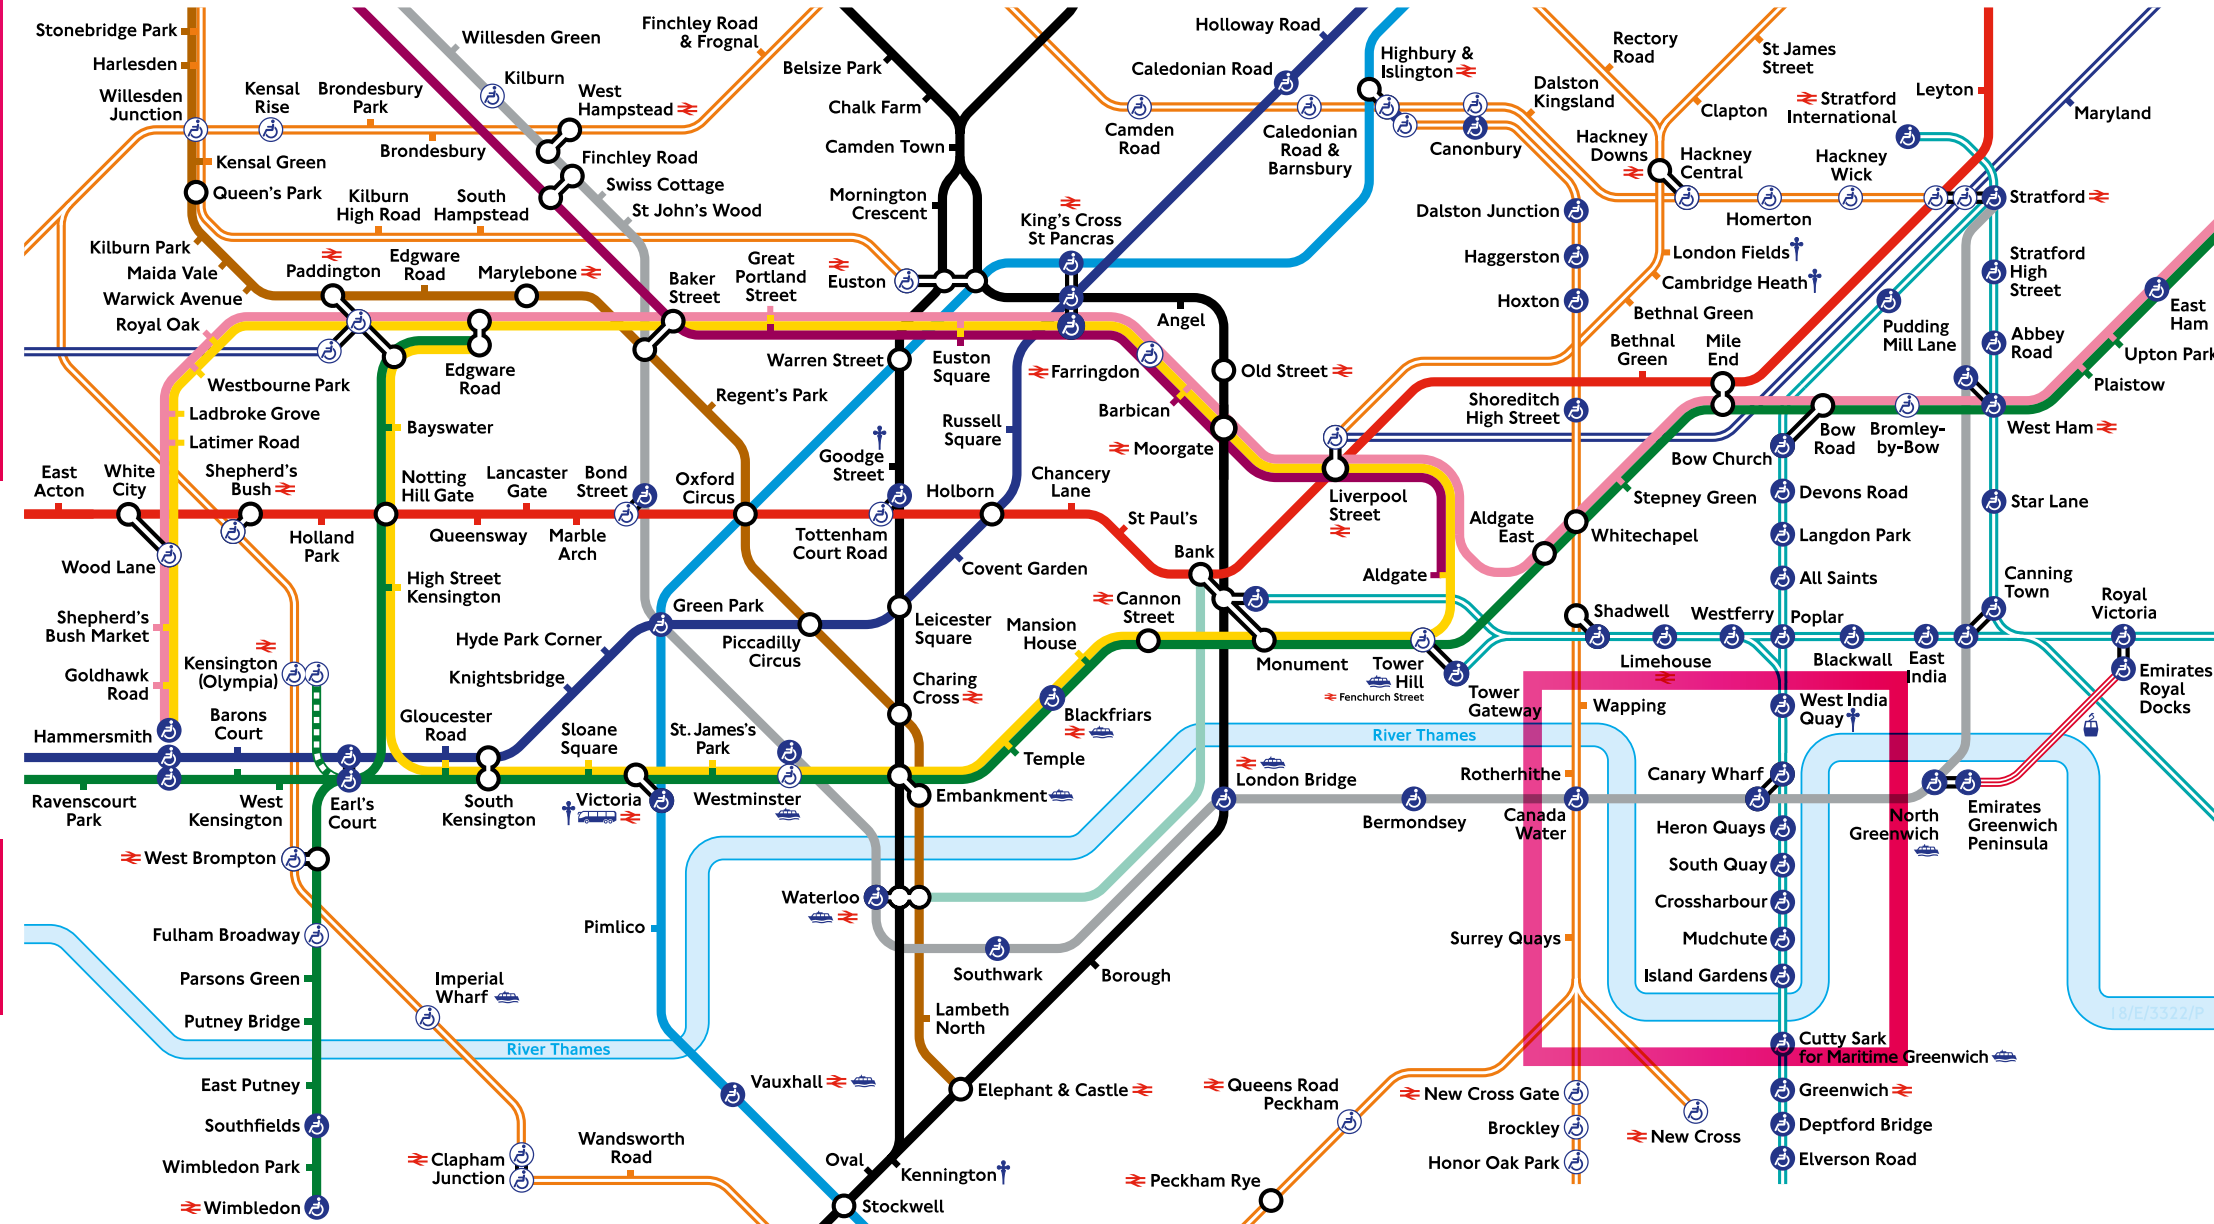 Stonebridge Park
Harlesden
Willesden
Junction
Kensal
Rise
Brondesbury
Park
Brondesbury
Kensal Green
Queen's Park
Kilburn
High Road
South
Hampstead
Kilburn Park
Maida Vale
Warwick Avenue
Royal Oak
Paddington
Edgware
Road
Marylebone
Willesden Green
Kilburn
West
Hampstead
Finchley Road
& Frognal
Finchley Road
Swiss Cottage
St John's Wood
Baker
Street
Great
Portland
Street
Belsize Park
Chalk Farm
Camden Town
Mornington
Crescent
Euston
Holloway Road
Caledonian Road
King's Cross
St Pancras
Camden
Road
Caledonian
Road &
Barnsbury
Highbury &
Islington
Canonbury
Dalston
Kingsland
Rectory
Road
St James
Street
Clapton
Hackney
Downs
Hackney
Central
Homerton
Hackney
Wick
Stratford
International
Leyton
Maryland
Stratford
Dalston Junction
Haggerston
Hoxton
London Fields
Cambridge Heath
Bethnal Green
Stratford
High
Street
Pudding
Mill Lane
Abbey
Road
East
Ham
Upton Park
Plaistow
West Ham
Westbourne Park
Ladbroke Grove
Latimer Road
Edgware
Road
Bayswater
Regent's Park
Warren Street
Euston
Square
Russell
Square
Goodge
Street
Farringdon
Barbican
Moorgate
Angel
Old Street
Bethnal
Green
Mile
End
Shoreditch
High Street
Bow Church
Bow
Road
Bromley-
by-Bow
Stepney Green
Whitechapel
Devons Road
Langdon Park
All Saints
Star Lane
East
Acton
White
City
Shepherd's
Bush
Holland
Park
Notting
Hill Gate
Lancaster
Gate
Queensway
Marble
Arch
Bond
Street
Oxford
Circus
Tottenham
Court Road
Holborn
Chancery
Lane
St Paul's
Liverpool
Street
Aldgate
East
Aldgate
Bank
Wood Lane
Shepherd's
Bush Market
Goldhawk
Road
Kensington
(Olympia)
High Street
Kensington
Hyde Park Corner
Knightsbridge
Green Park
Piccadilly
Circus
Covent Garden
Leicester
Square
Charing
Cross
Cannon
Street
Mansion
House
Monument
Blackfriars
Temple
Tower
Hill
Fenchurch Street
Tower
Gateway
Shadwell
Limehouse
Westferry
Poplar
Blackwall
East
India
Canning
Town
Royal
Victoria
Emirates
Royal
Docks
Hammersmith
Barons
Court
Gloucester
Road
Sloane
Square
St. James's
Park
Ravenscourt
Park
West
Kensington
Earl's
Court
South
Kensington
Victoria
Westminster
Embankment
River Thames
London Bridge
Bermondsey
Wapping
Rotherhithe
Canada
Water
Surrey Quays
West India
Quay
Canary Wharf
Heron Quays
South Quay
Crossharbour
Mudchute
Island Gardens
Cutty Sark
for Maritime Greenwich
Greenwich
Deptford Bridge
Elverson Road
North
Greenwich
Emirates
Greenwich
Peninsula
18/E/3322/P
West Brompton
Fulham Broadway
Parsons Green
Putney Bridge
East Putney
Southfields
Wimbledon Park
Wimbledon
Imperial
Wharf
River Thames
Clapham
Junction
Wandsworth
Road
Pimlico
Vauxhall
Waterloo
Southwark
Borough
Lambeth
North
Elephant & Castle
Oval
Kennington
Stockwell
Queens Road
Peckham
Peckham Rye
New Cross Gate
Brockley
Honor Oak Park
New Cross